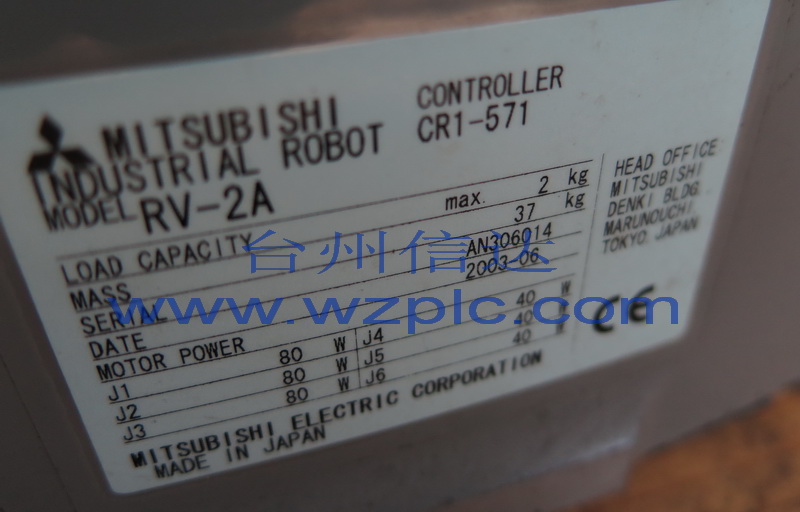 MITSUBISHI
INDUSTRIAL ROBOT
CONTROLLER
CR1-571
MODEL RV-2A
LOAD CAPACITY max. 2 kg
MASS 37 kg
SERIAL AN306014
DATE 2003-06
MOTOR POWER
J1 80 W J4 40 W
J2 80 W J5 40 W
J3 80 W J6 40
MITSUBISHI ELECTRIC CORPORATION
MADE IN JAPAN
HEAD OFFICE
MITSUBISHI
DENKI BLDG.
MARUNOUCHI
TOKYO. JAPAN
CE
台州信达
www.wzplc.com